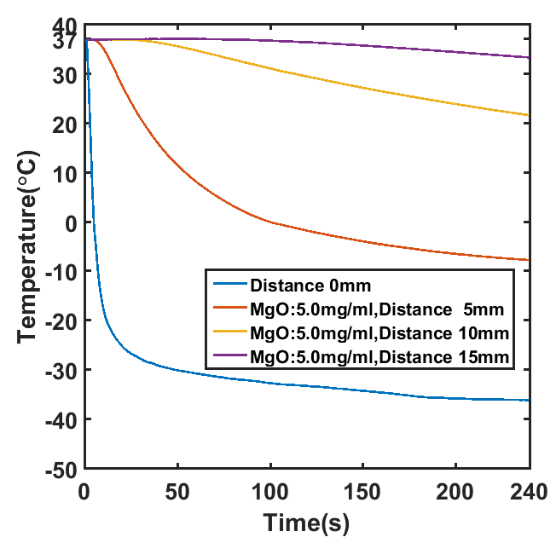 40
37
30
20
10
0
-10
-20
-30
-40
-50
Temperature(°C)
Distance 0mm
MgO:5.0mg/ml,Distance  5mm
MgO:5.0mg/ml,Distance 10mm
MgO:5.0mg/ml,Distance 15mm
0 50 100 150 200 240
Time(s)